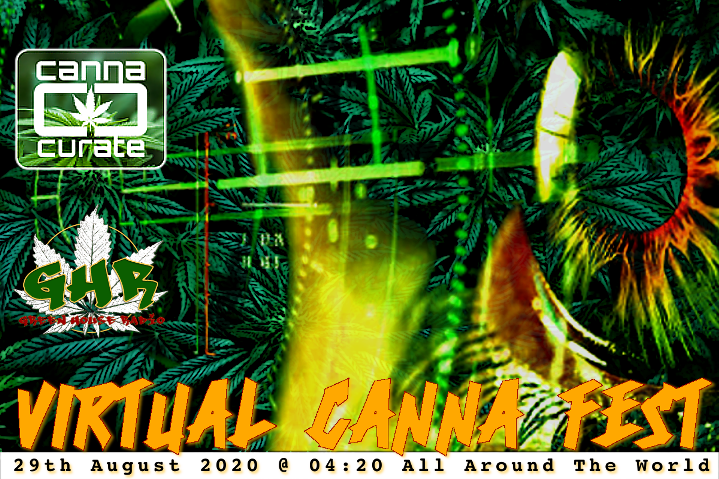 canna
curate
GHR
GREEN HOUSE RADIO
VIRTUAL CANNA FEST
29th August 2020 @ 04:20 All Around The World